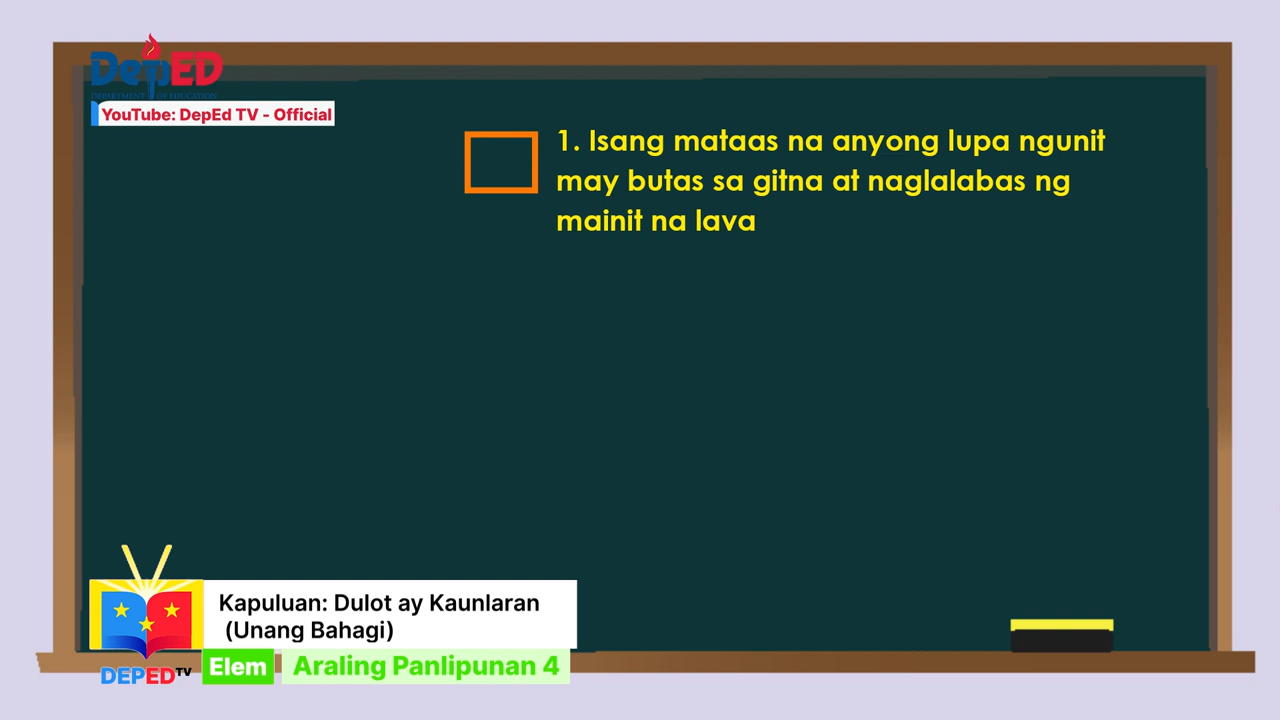 DepED
DEPARTMENT OF EDUCATION
YouTube: DepEd TV - Official
1. Isang mataas na anyong lupa ngunit
may butas sa gitna at naglalabas ng
mainit na lava
Kapuluan: Dulot ay Kaunlaran
(Unang Bahagi)
DEPED TV
Elem
Araling Panlipunan 4